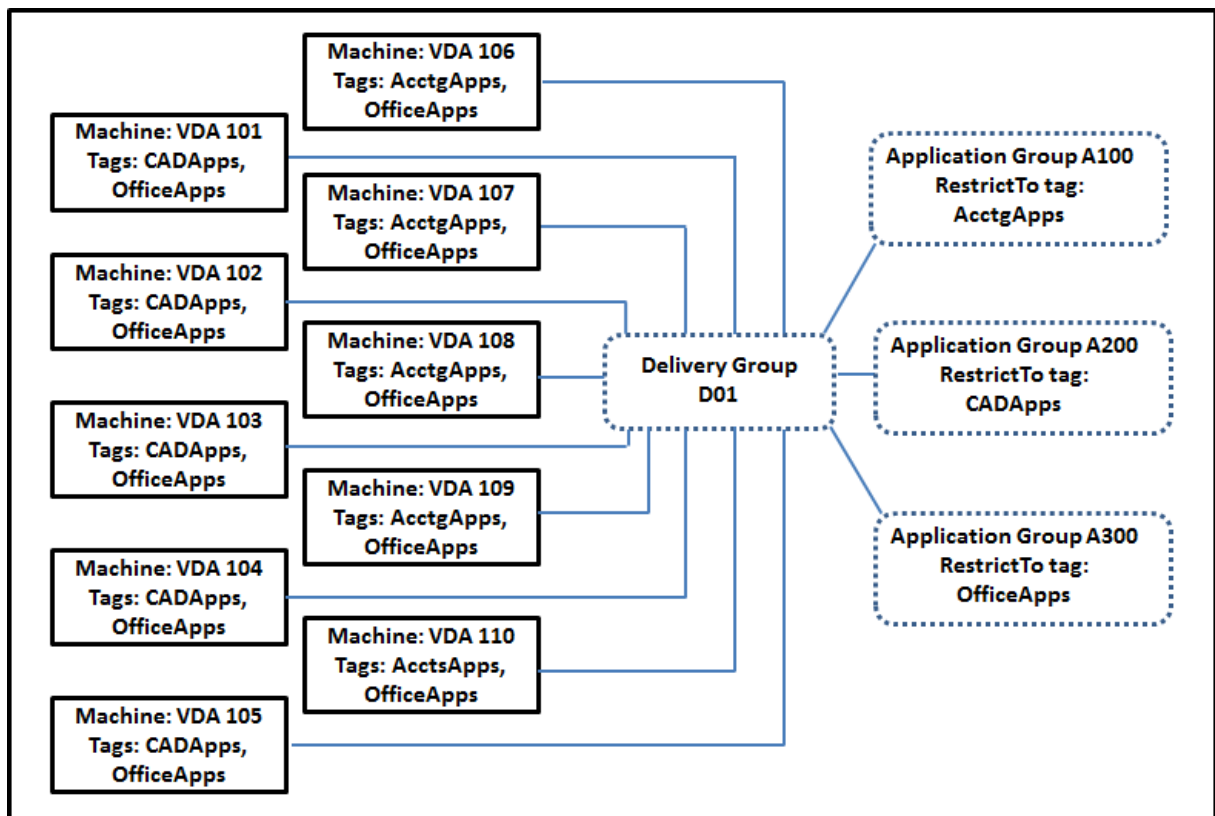 Machine: VDA 106
Tags: AcctgApps,
OfficeApps
Machine: VDA 101
Tags: CADApps,
OfficeApps
Machine: VDA 107
Tags: AcctgApps,
OfficeApps
Machine: VDA 102
Tags: CADApps,
OfficeApps
Machine: VDA 108
Tags: AcctgApps,
OfficeApps
Machine: VDA 103
Tags: CADApps,
OfficeApps
Machine: VDA 109
Tags: AcctgApps,
OfficeApps
Machine: VDA 104
Tags: CADApps,
OfficeApps
Machine: VDA 110
Tags: AcctsApps,
OfficeApps
Machine: VDA 105
Tags: CADApps,
OfficeApps
Delivery Group
D01
Application Group A100
RestrictTo tag:
AcctgApps
Application Group A200
RestrictTo tag:
CADApps
Application Group A300
RestrictTo tag:
OfficeApps